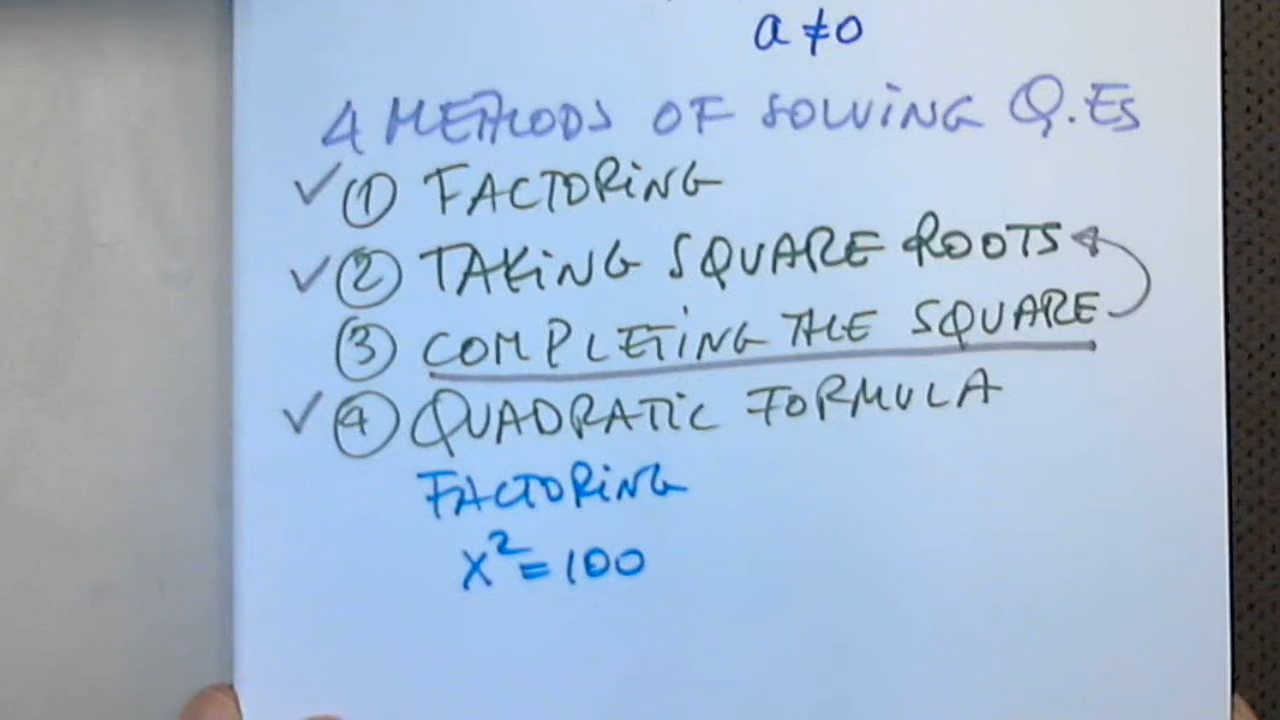 a ≠ 0
4 METHODS OF SOLVING Q.Es
✓ ① FACTORING
✓ ② TAKING SQUARE ROOTS
③ COMPLETING THE SQUARE
✓ ④ QUADRATIC FORMULA
FACTORING
x² = 100